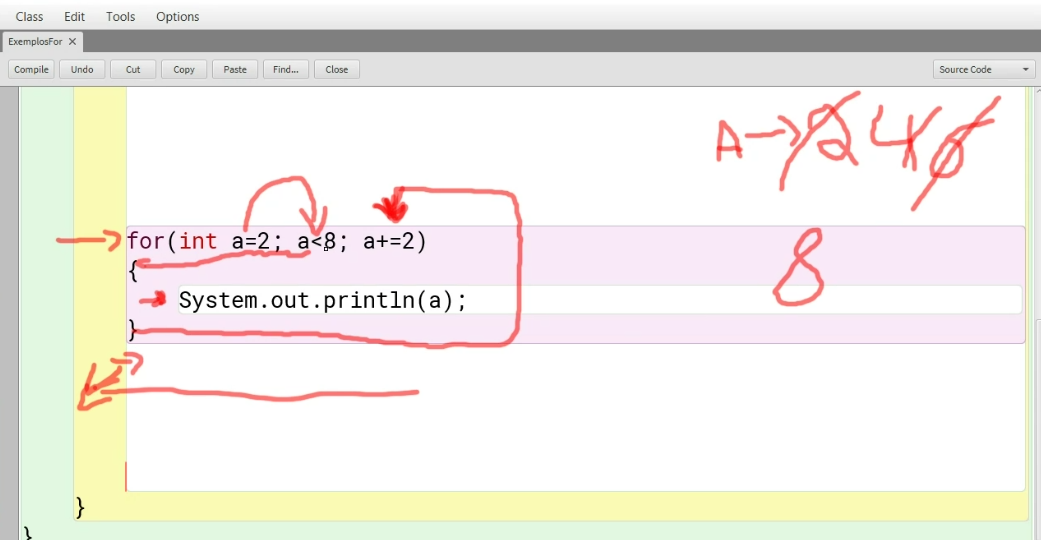 Class Edit Tools Options
ExemplosFor ×
Compile Undo Cut Copy Paste Find... Close Source Code
A → 2 4 6
for(int a=2; a<8; a+=2)
{
8
System.out.println(a);
}
}
}